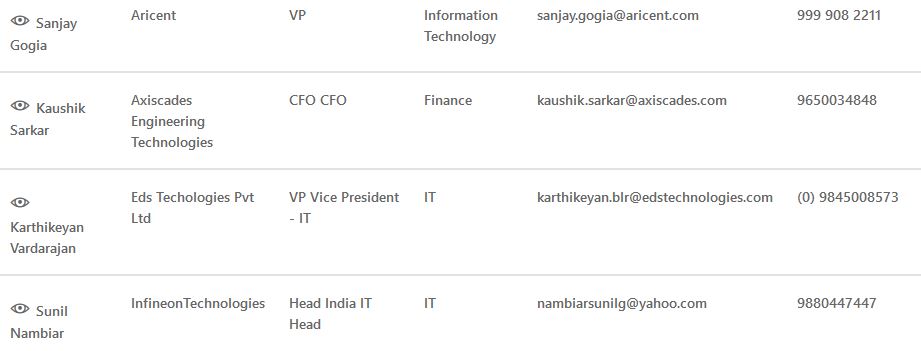 Sanjay Gogia
Aricent
VP
Information Technology
sanjay.gogia@aricent.com
999 908 2211
Kaushik Sarkar
Axiscades Engineering Technologies
CFO CFO
Finance
kaushik.sarkar@axiscades.com
9650034848
Karthikeyan Vardarajan
Eds Techologies Pvt Ltd
VP Vice President - IT
IT
karthikeyan.blr@edstechnologies.com
(0) 9845008573
Sunil Nambiar
InfineonTechnologies
Head India IT Head
IT
nambiarsunilg@yahoo.com
9880447447